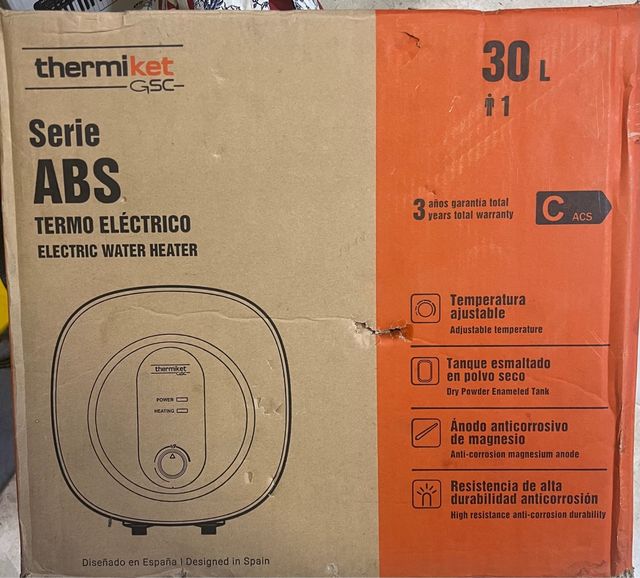 thermiket
GSC
Serie
ABS
TERMO ELÉCTRICO
ELECTRIC WATER HEATER
thermiket
GSC
POWER
HEATING
Diseñado en España | Designed in Spain
30 L
1
3 años garantía total
years total warranty
C ACS
Temperatura
ajustable
Adjustable temperature
Tanque esmaltado
en polvo seco
Dry Powder Enameled Tank
Ánodo anticorrosivo
de magnesio
Anti-corrosion magnesium anode
Resistencia de alta
durabilidad anticorrosión
High resistance anti-corrosion durability